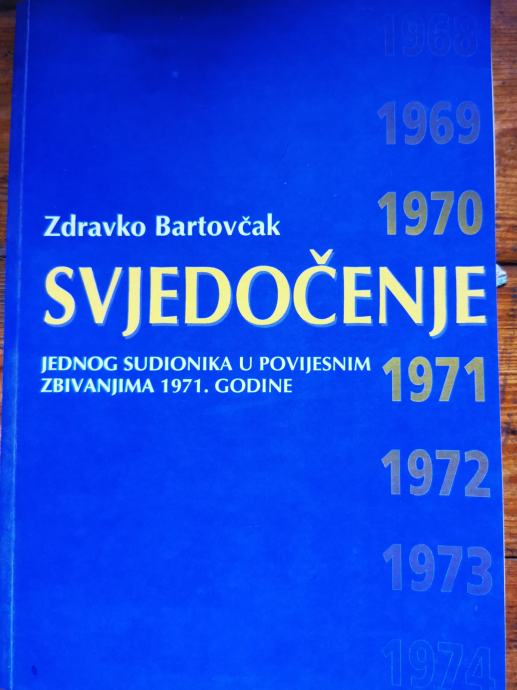 1968
1969
1970
Zdravko Bartovčak
SVJEDOČENJE
JEDNOG SUDIONIKA U POVIJESNIM
ZBIVANJIMA 1971. GODINE
1971
1972
1973
1974